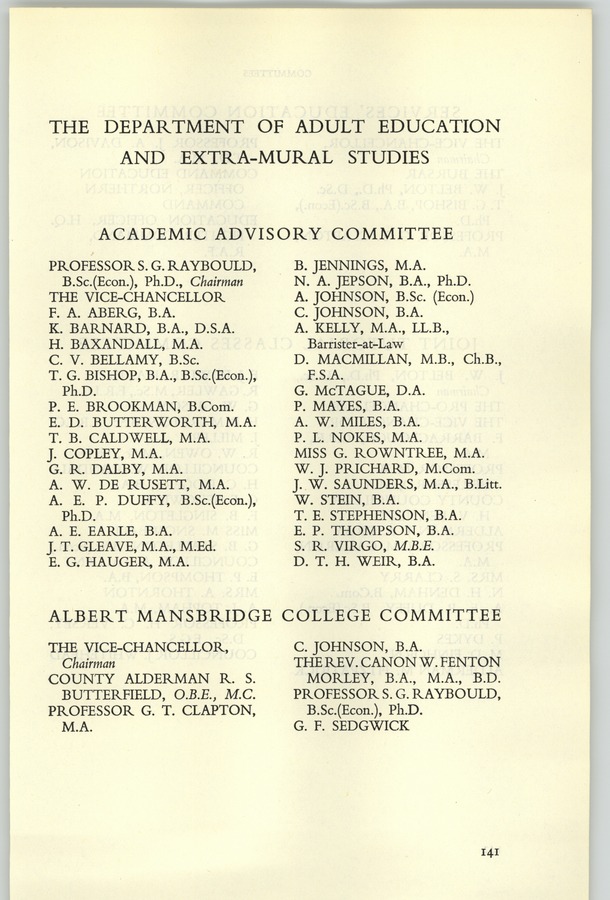 THE DEPARTMENT OF ADULT EDUCATION
AND EXTRA-MURAL STUDIES
ACADEMIC ADVISORY COMMITTEE
PROFESSOR S. G. RAYBOULD,
B.Sc.(Econ.), Ph.D., Chairman
THE VICE-CHANCELLOR
F. A. ABERG, B.A.
K. BARNARD, B.A., D.S.A.
H. BAXANDALL, M.A.
C. V. BELLAMY, B.Sc.
T. G. BISHOP, B.A., B.Sc.(Econ.),
Ph.D.
P. E. BROOKMAN, B.Com.
E. D. BUTTERWORTH, M.A.
T. B. CALDWELL, M.A.
J. COPLEY, M.A.
G. R. DALBY, M.A.
A. W. DE RUSETT, M.A.
A. E. P. DUFFY, B.Sc.(Econ.),
Ph.D.
A. E. EARLE, B.A.
J. T. GLEAVE, M.A., M.Ed.
E. G. HAUGER, M.A.
B. JENNINGS, M.A.
N. A. JEPSON, B.A., Ph.D.
A. JOHNSON, B.Sc. (Econ)
C. JOHNSON, B.A.
A. KELLY, M.A., LL.B.,
Barrister-at-Law
D. MACMILLAN, M.B., Ch.B.,
F.S.A.
G. McTAGUE, D.A.
P. MAYES, B.A.
A. W. MILES, B.A.
P. L. NOKES, M.A.
MISS G. ROWNTREE, M.A.
W. J. PRICHARD, M.Com.
J. W. SAUNDERS, M.A., B.Litt.
W. STEIN, B.A.
T. E. STEPHENSON, B.A.
E. P. THOMPSON, B.A.
S. R. VIRGO, M.B.E.
D. T. H. WEIR, B.A.
ALBERT MANSBRIDGE COLLEGE COMMITTEE
THE VICE-CHANCELLOR,
Chairman
COUNTY ALDERMAN R. S.
BUTTERFIELD, O.B.E., M.C.
PROFESSOR G. T. CLAPTON,
M.A.
C. JOHNSON, B.A.
THE REV. CANON W. FENTON
MORLEY, B.A., M.A., B.D.
PROFESSOR S. G. RAYBOULD,
B.Sc.(Econ.), Ph.D.
G. F. SEDGWICK
141